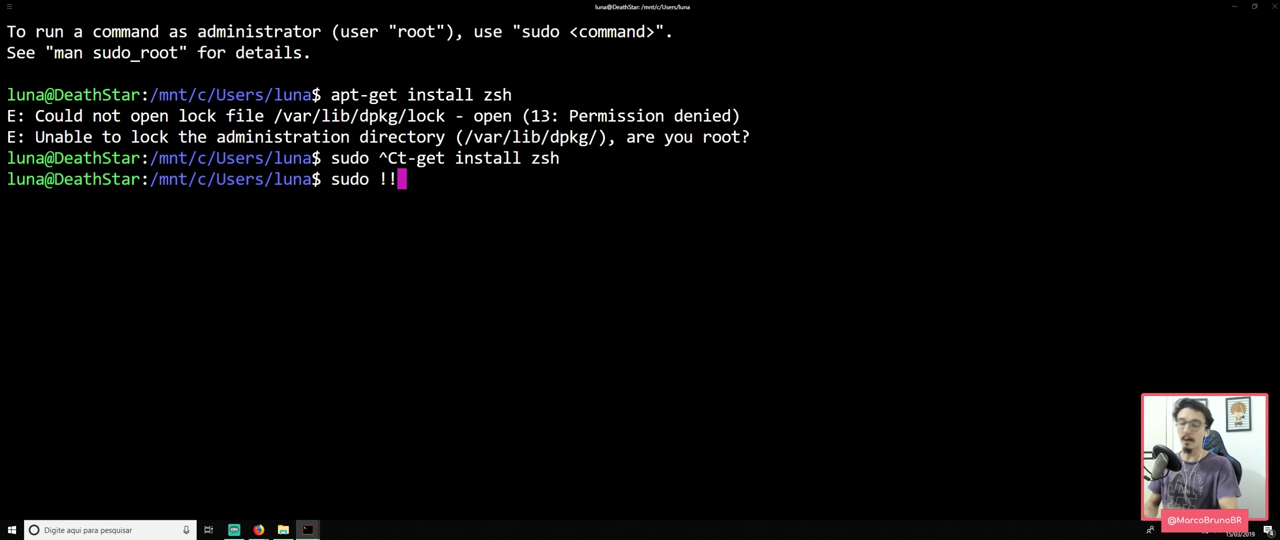 luna@DeathStar: /mnt/c/Users/luna
To run a command as administrator (user "root"), use "sudo <command>".
See "man sudo_root" for details.
luna@DeathStar:/mnt/c/Users/luna$ apt-get install zsh
E: Could not open lock file /var/lib/dpkg/lock - open (13: Permission denied)
E: Unable to lock the administration directory (/var/lib/dpkg/), are you root?
luna@DeathStar:/mnt/c/Users/luna$ sudo ^Ct-get install zsh
luna@DeathStar:/mnt/c/Users/luna$ sudo !!
@MarcoBrunoBR
Digite aqui para pesquisar
15/03/2019